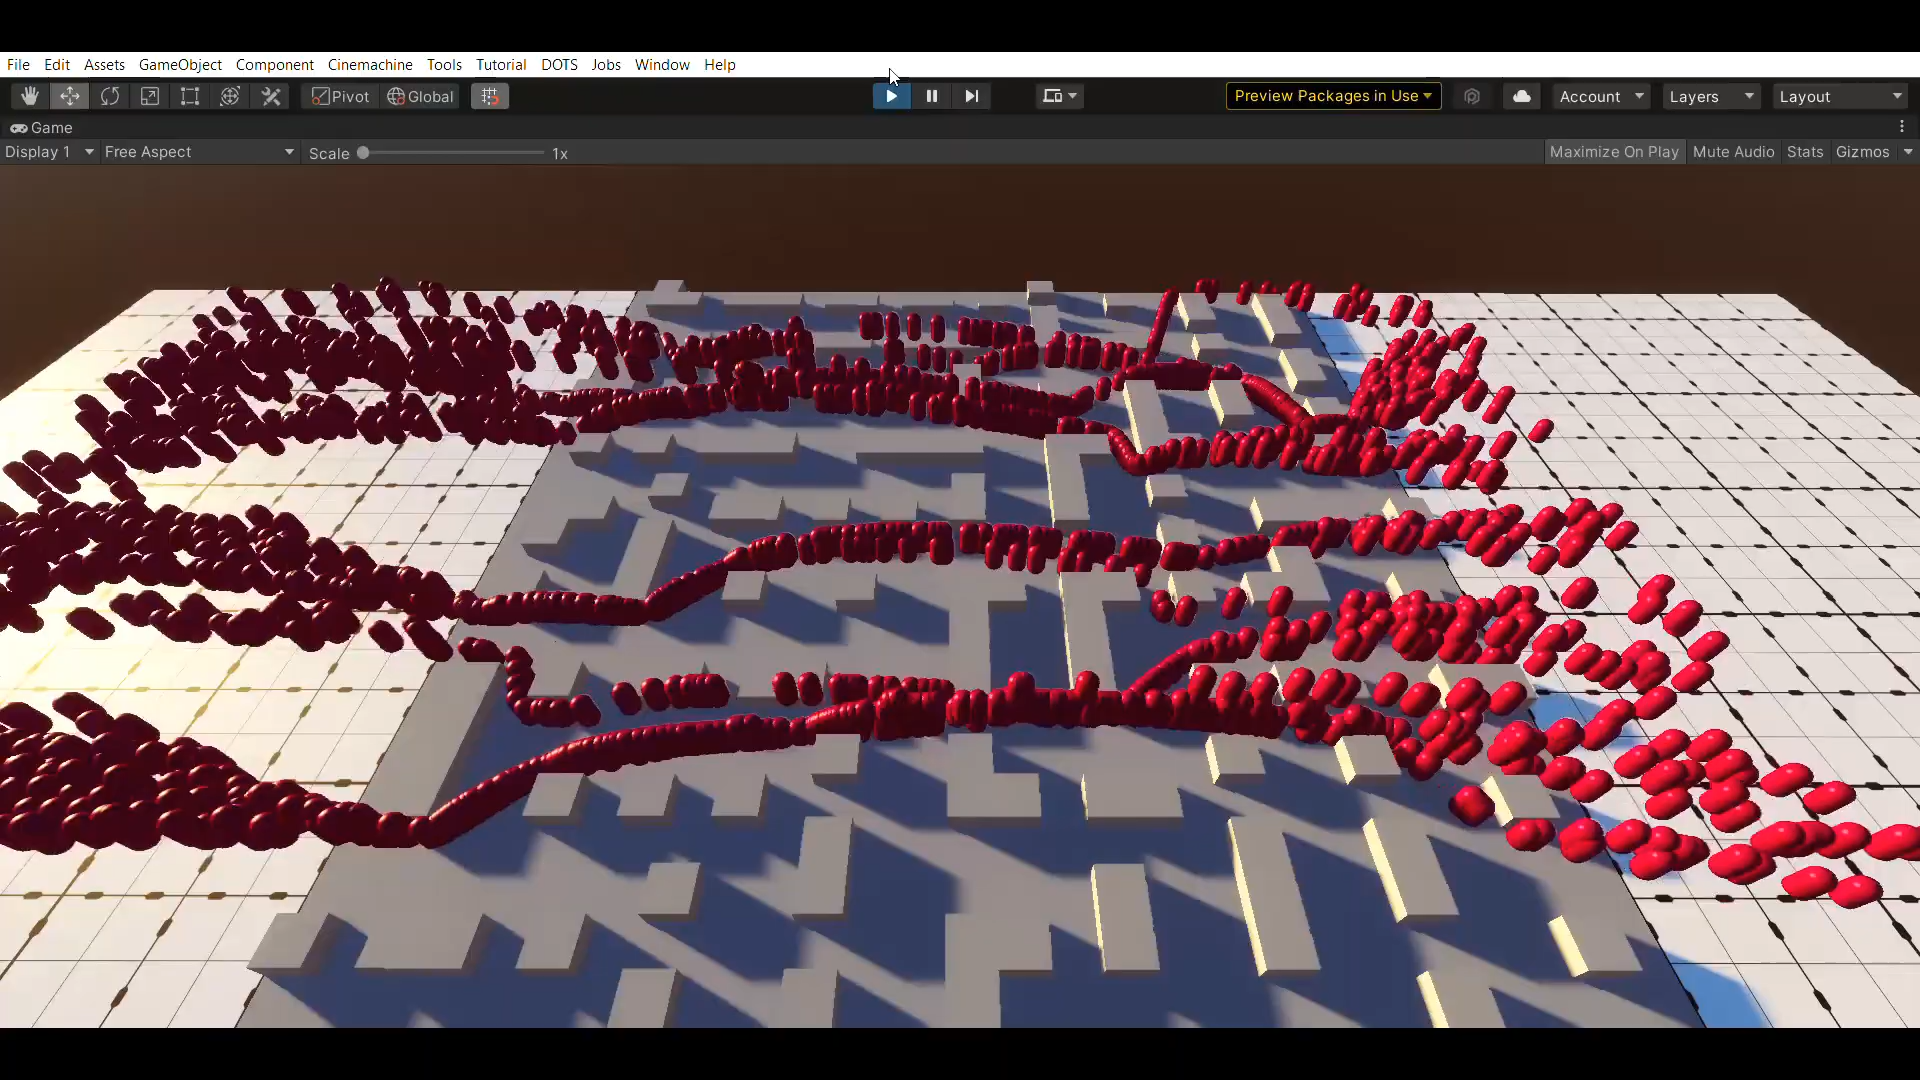 File Edit Assets GameObject Component Cinemachine Tools Tutorial DOTS Jobs Window Help
Pivot Global Preview Packages in Use Account Layers Layout
Game
Display 1 Free Aspect Scale 1x Maximize On Play Mute Audio Stats Gizmos